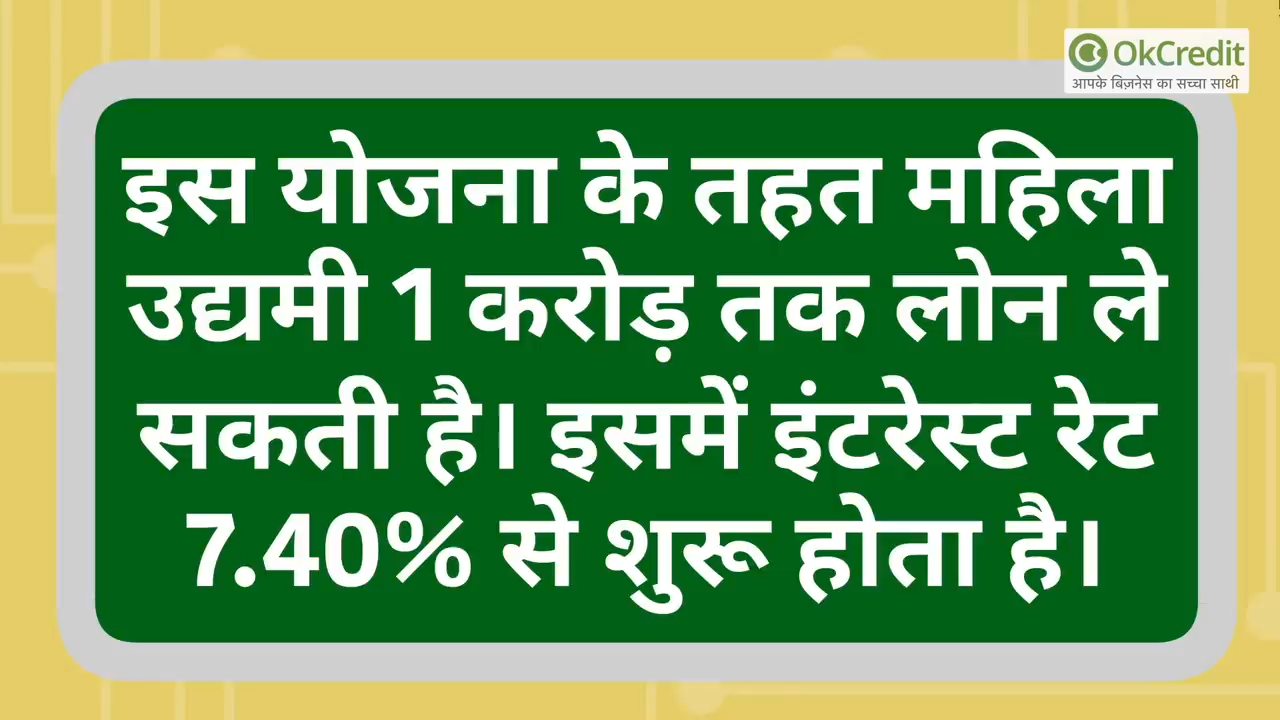 OkCredit
आपके बिज़नेस का सच्चा साथी
इस योजना के तहत महिला
उद्यमी 1 करोड़ तक लोन ले
सकती है। इसमें इंटरेस्ट रेट
7.40% से शुरू होता है।